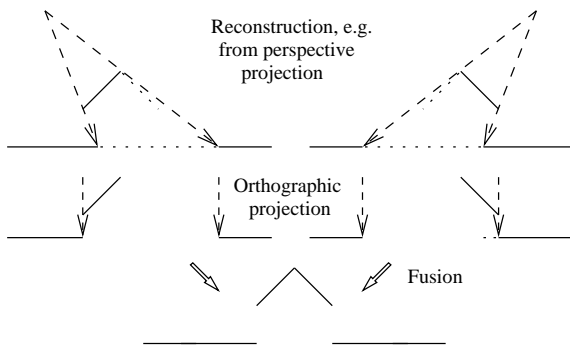 Reconstruction, e.g.
from perspective
projection
Orthographic
projection
Fusion